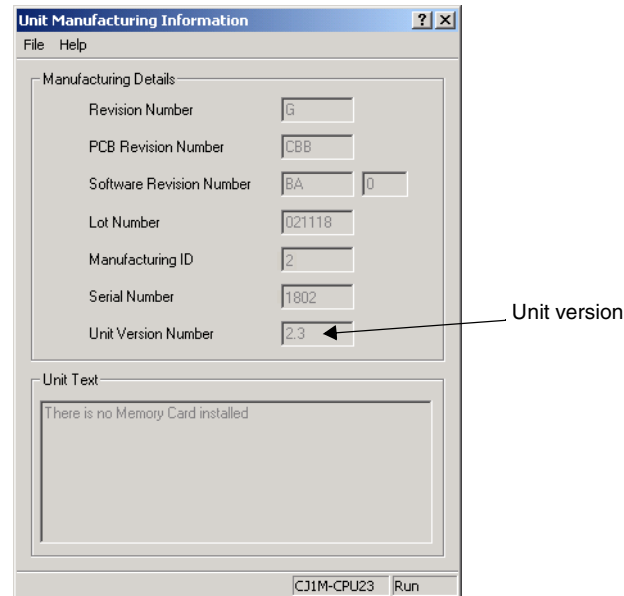 Unit Manufacturing Information ? ×
File Help
Manufacturing Details
Revision Number G
PCB Revision Number CBB
Software Revision Number BA 0
Lot Number 021118
Manufacturing ID 2
Serial Number 1802
Unit Version Number 2.3
Unit version
Unit Text
There is no Memory Card installed
CJ1M-CPU23 Run